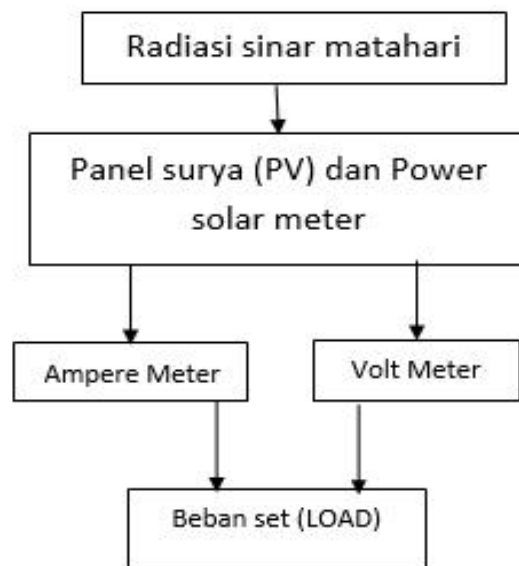 Radiasi sinar matahari
Panel surya (PV) dan Power
solar meter
Ampere Meter
Volt Meter
Beban set (LOAD)